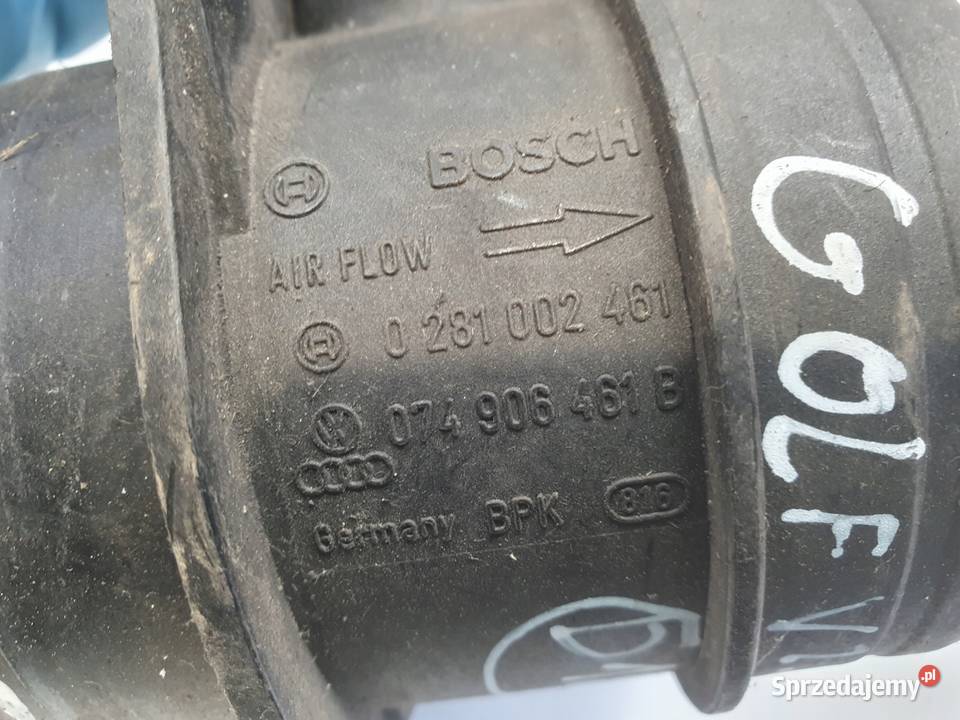 BOSCH
AIR FLOW
0 281 002 461
074 906 461 B
Germany BPK 816
GOLF
Sprzedajemy.pl